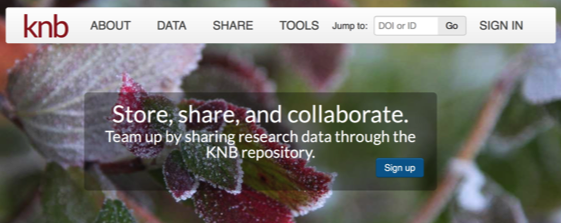 knb ABOUT DATA SHARE TOOLS Jump to: DOI or ID Go SIGN IN
Store, share, and collaborate.
Team up by sharing research data through the
KNB repository.
Sign up